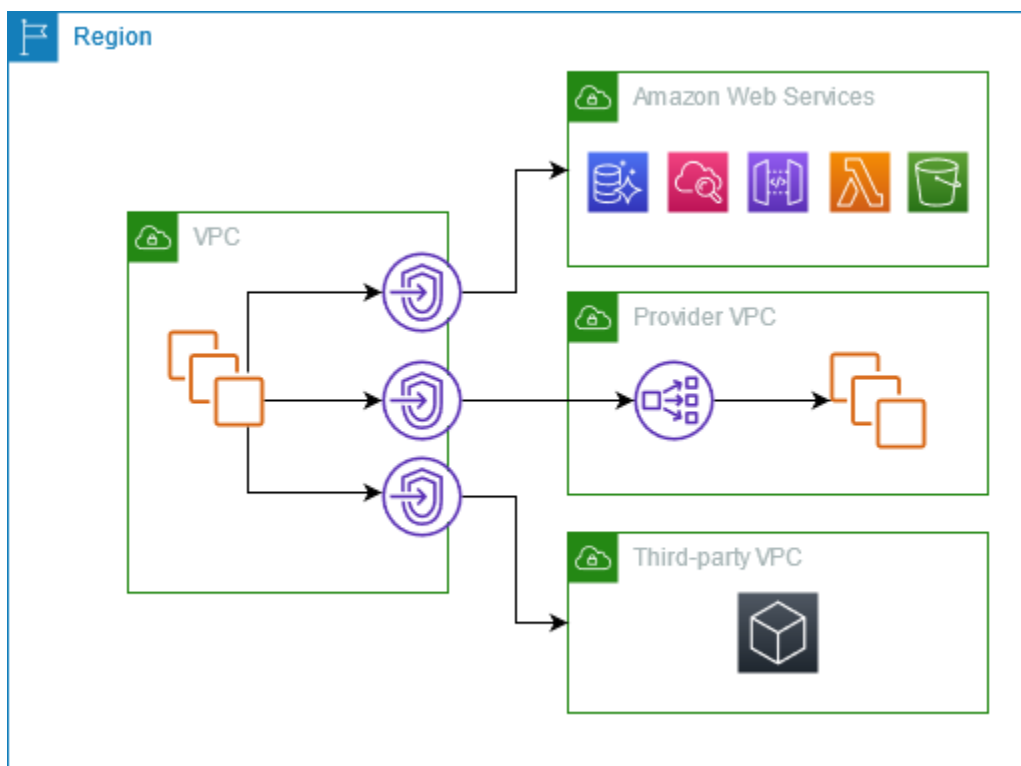 Region
Amazon Web Services
VPC
Provider VPC
Third-party VPC